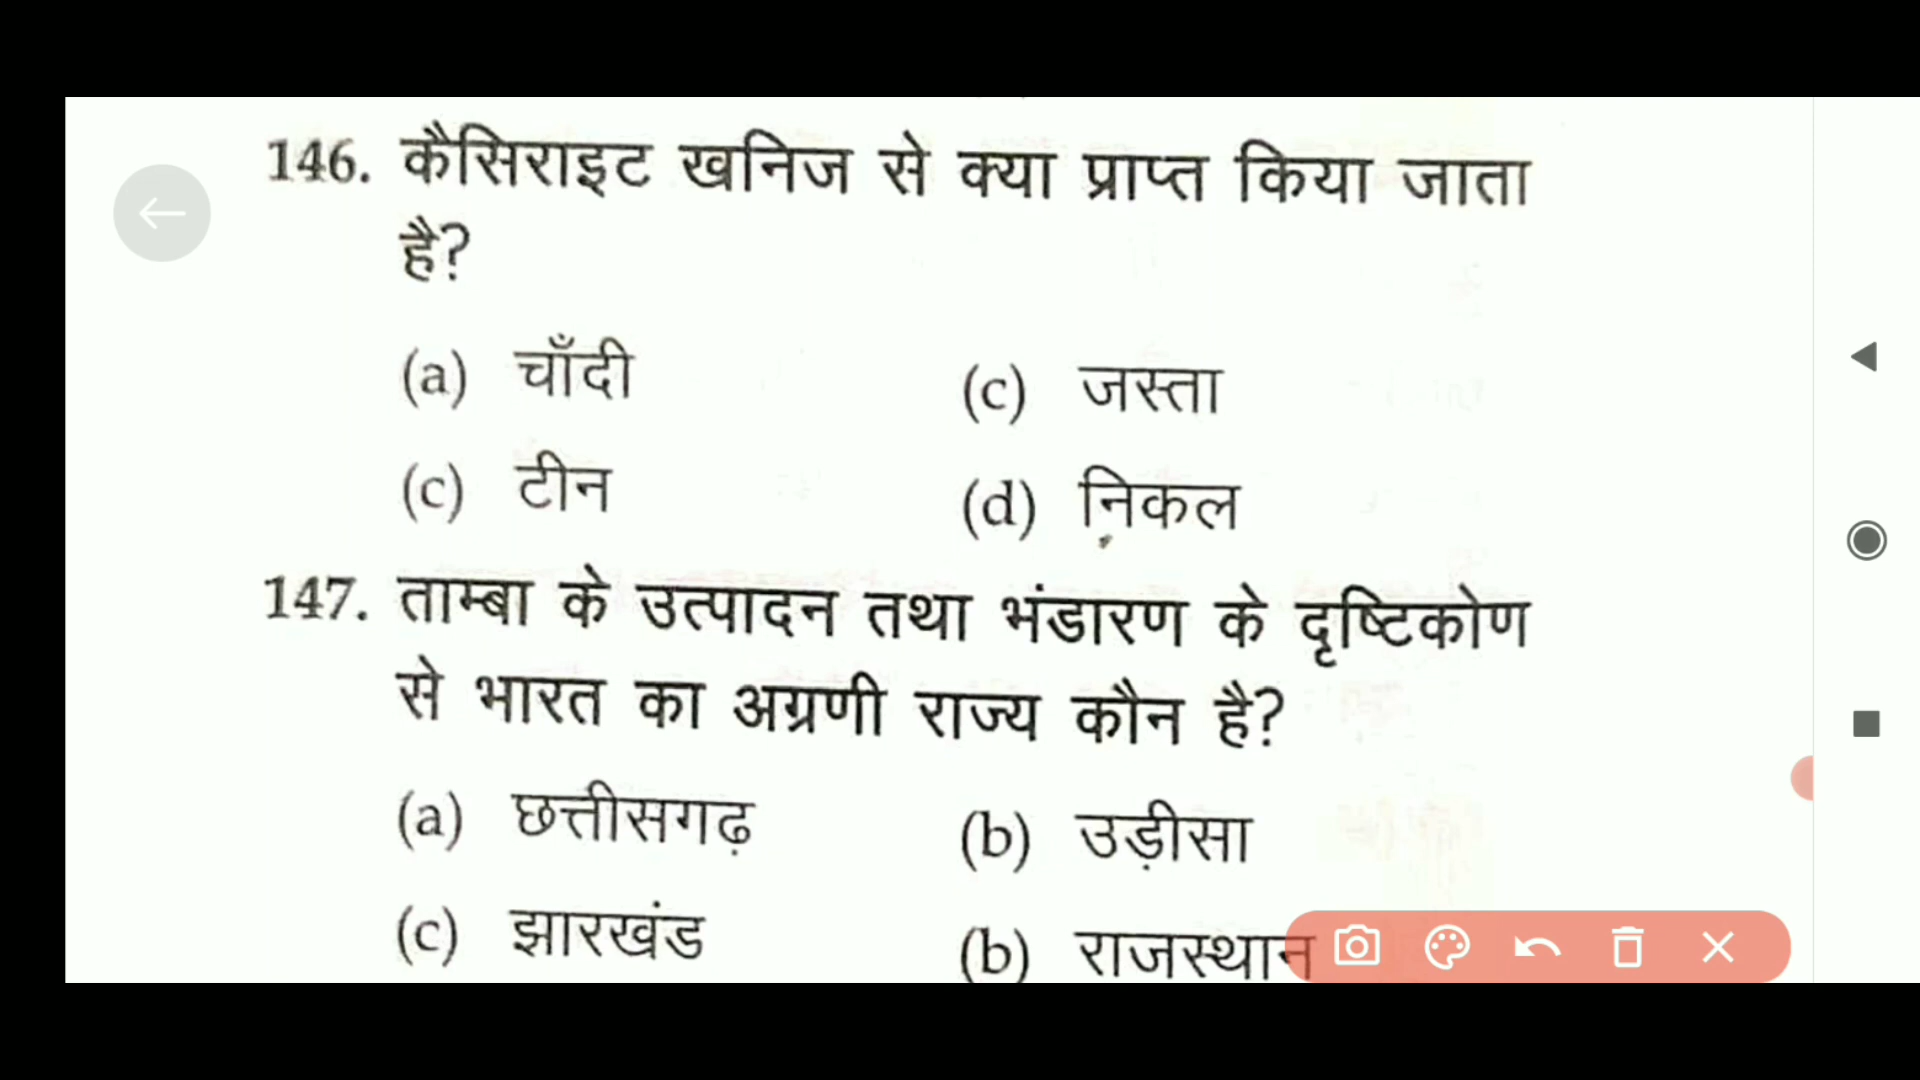 146. कैसिराइट खनिज से क्या प्राप्त किया जाता
है?
(a) चाँदी (c) जस्ता
(c) टीन (d) निकल
147. ताम्बा के उत्पादन तथा भंडारण के दृष्टिकोण
से भारत का अग्रणी राज्य कौन है?
(a) छत्तीसगढ़ (b) उड़ीसा
(c) झारखंड (b) राजस्थान